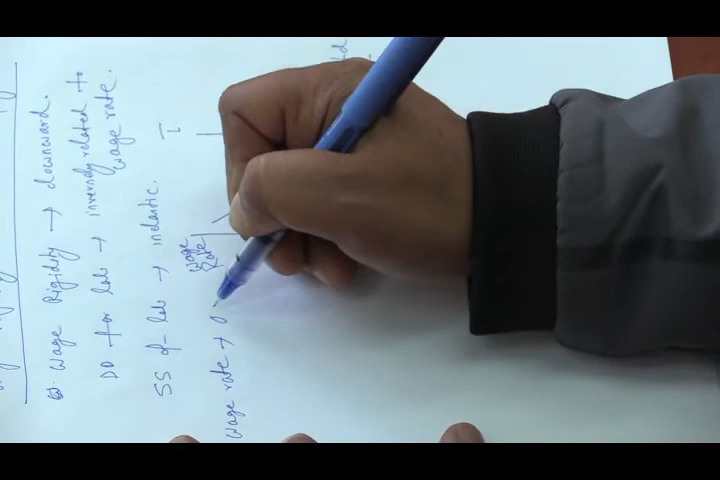 (a). Wage Rigidity → downward.
DD for lab → inversely related to
wage rate.
SS of lab → inelastic.
Wage
Rate
Wage rate → O